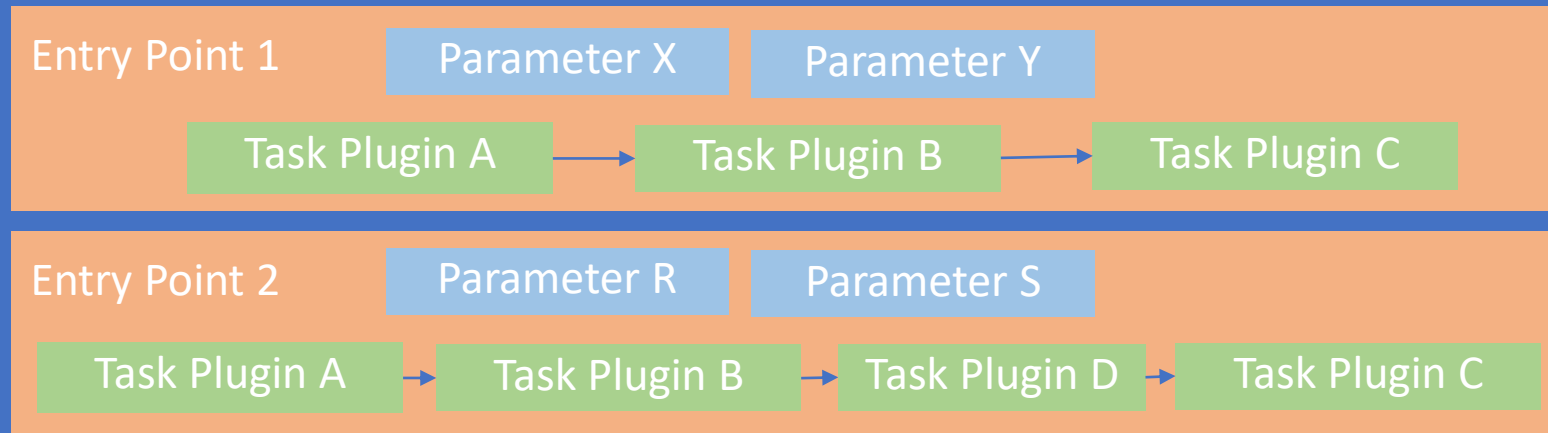 Entry Point 1
Parameter X
Parameter Y
Task Plugin A
Task Plugin B
Task Plugin C
Entry Point 2
Parameter R
Parameter S
Task Plugin A
Task Plugin B
Task Plugin D
Task Plugin C